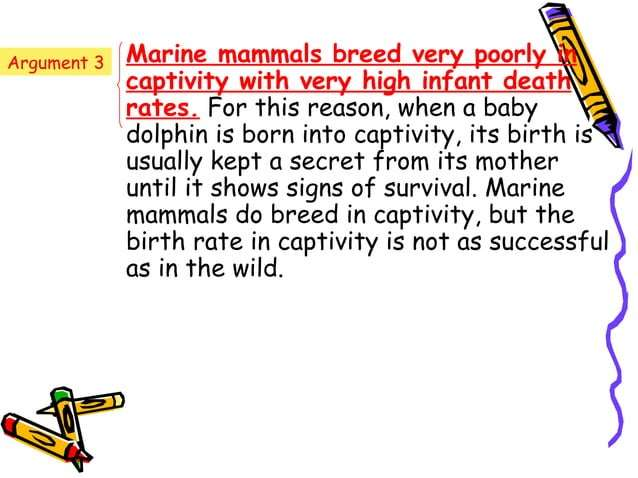 Argument 3
Marine mammals breed very poorly in
captivity with very high infant death
rates. For this reason, when a baby
dolphin is born into captivity, its birth is
usually kept a secret from its mother
until it shows signs of survival. Marine
mammals do breed in captivity, but the
birth rate in captivity is not as successful
as in the wild.